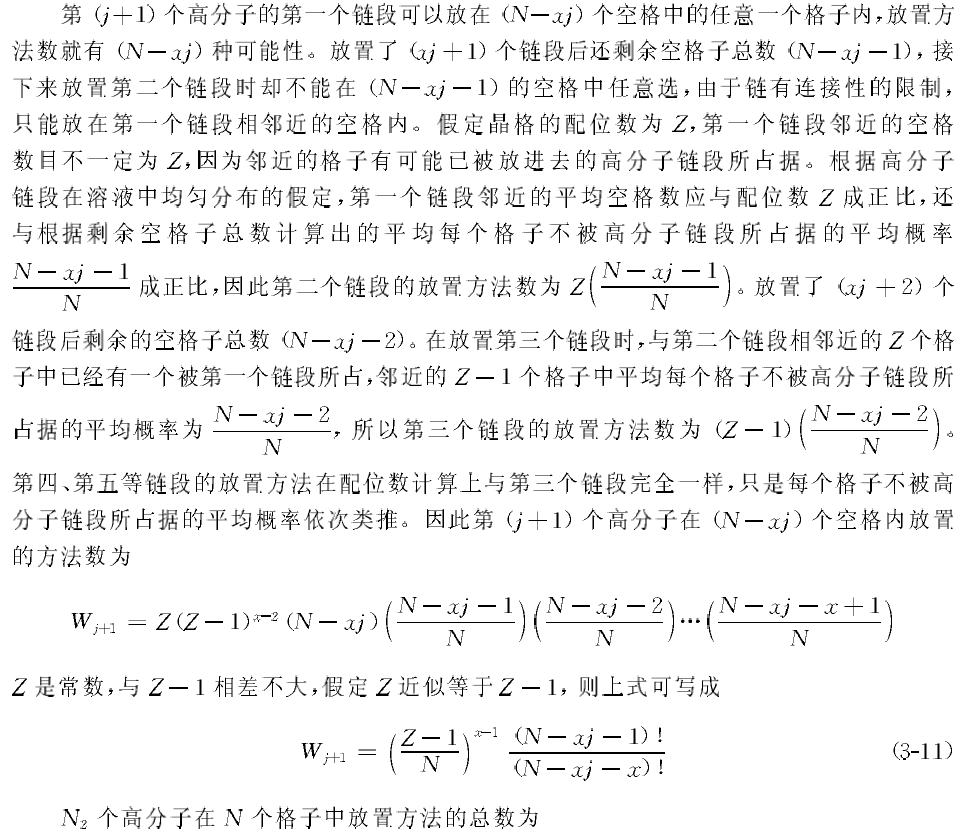 第 (j+1) 个高分子的第一个链段可以放在 (N−xj) 个空格中的任意一个格子内,放置方
法数就有 (N−xj) 种可能性。放置了 (xj+1) 个链段后还剩余空格子总数 (N−xj−1),接
下来放置第二个链段时却不能在 (N−xj−1) 的空格中任意选,由于链有连接性的限制,
只能放在第一个链段相邻近的空格内。假定晶格的配位数为 Z,第一个链段邻近的空格
数目不一定为 Z,因为邻近的格子有可能已被放进去的高分子链段所占据。根据高分子
链段在溶液中均匀分布的假定,第一个链段邻近的平均空格数应与配位数 Z 成正比,还
与根据剩余空格子总数计算出的平均每个格子不被高分子链段所占据的平均概率
\frac{N−xj−1}{N} 成正比,因此第二个链段的放置方法数为 Z(\frac{N−xj−1}{N})。放置了 (xj+2) 个
链段后剩余的空格子总数 (N−xj−2)。在放置第三个链段时,与第二个链段相邻近的 Z 个格
子中已经有一个被第一个链段所占,邻近的 Z−1 个格子中平均每个格子不被高分子链段所
占据的平均概率为 \frac{N−xj−2}{N}, 所以第三个链段的放置方法数为 (Z−1)(\frac{N−xj−2}{N})。
第四、第五等链段的放置方法在配位数计算上与第三个链段完全一样,只是每个格子不被高
分子链段所占据的平均概率依次类推。因此第 (j+1) 个高分子在 (N−xj) 个空格内放置
的方法数为
W_{j+1} = Z(Z−1)^{x−2}(N−xj)(\frac{N−xj−1}{N})(\frac{N−xj−2}{N})⋯(\frac{N−xj−x+1}{N})
Z 是常数,与 Z−1 相差不大,假定 Z 近似等于 Z−1, 则上式可写成
W_{j+1} = (\frac{Z−1}{N})^{x−1} \frac{(N−xj−1)!}{(N−xj−x)!} (3-11)
N_2 个高分子在 N 个格子中放置方法的总数为